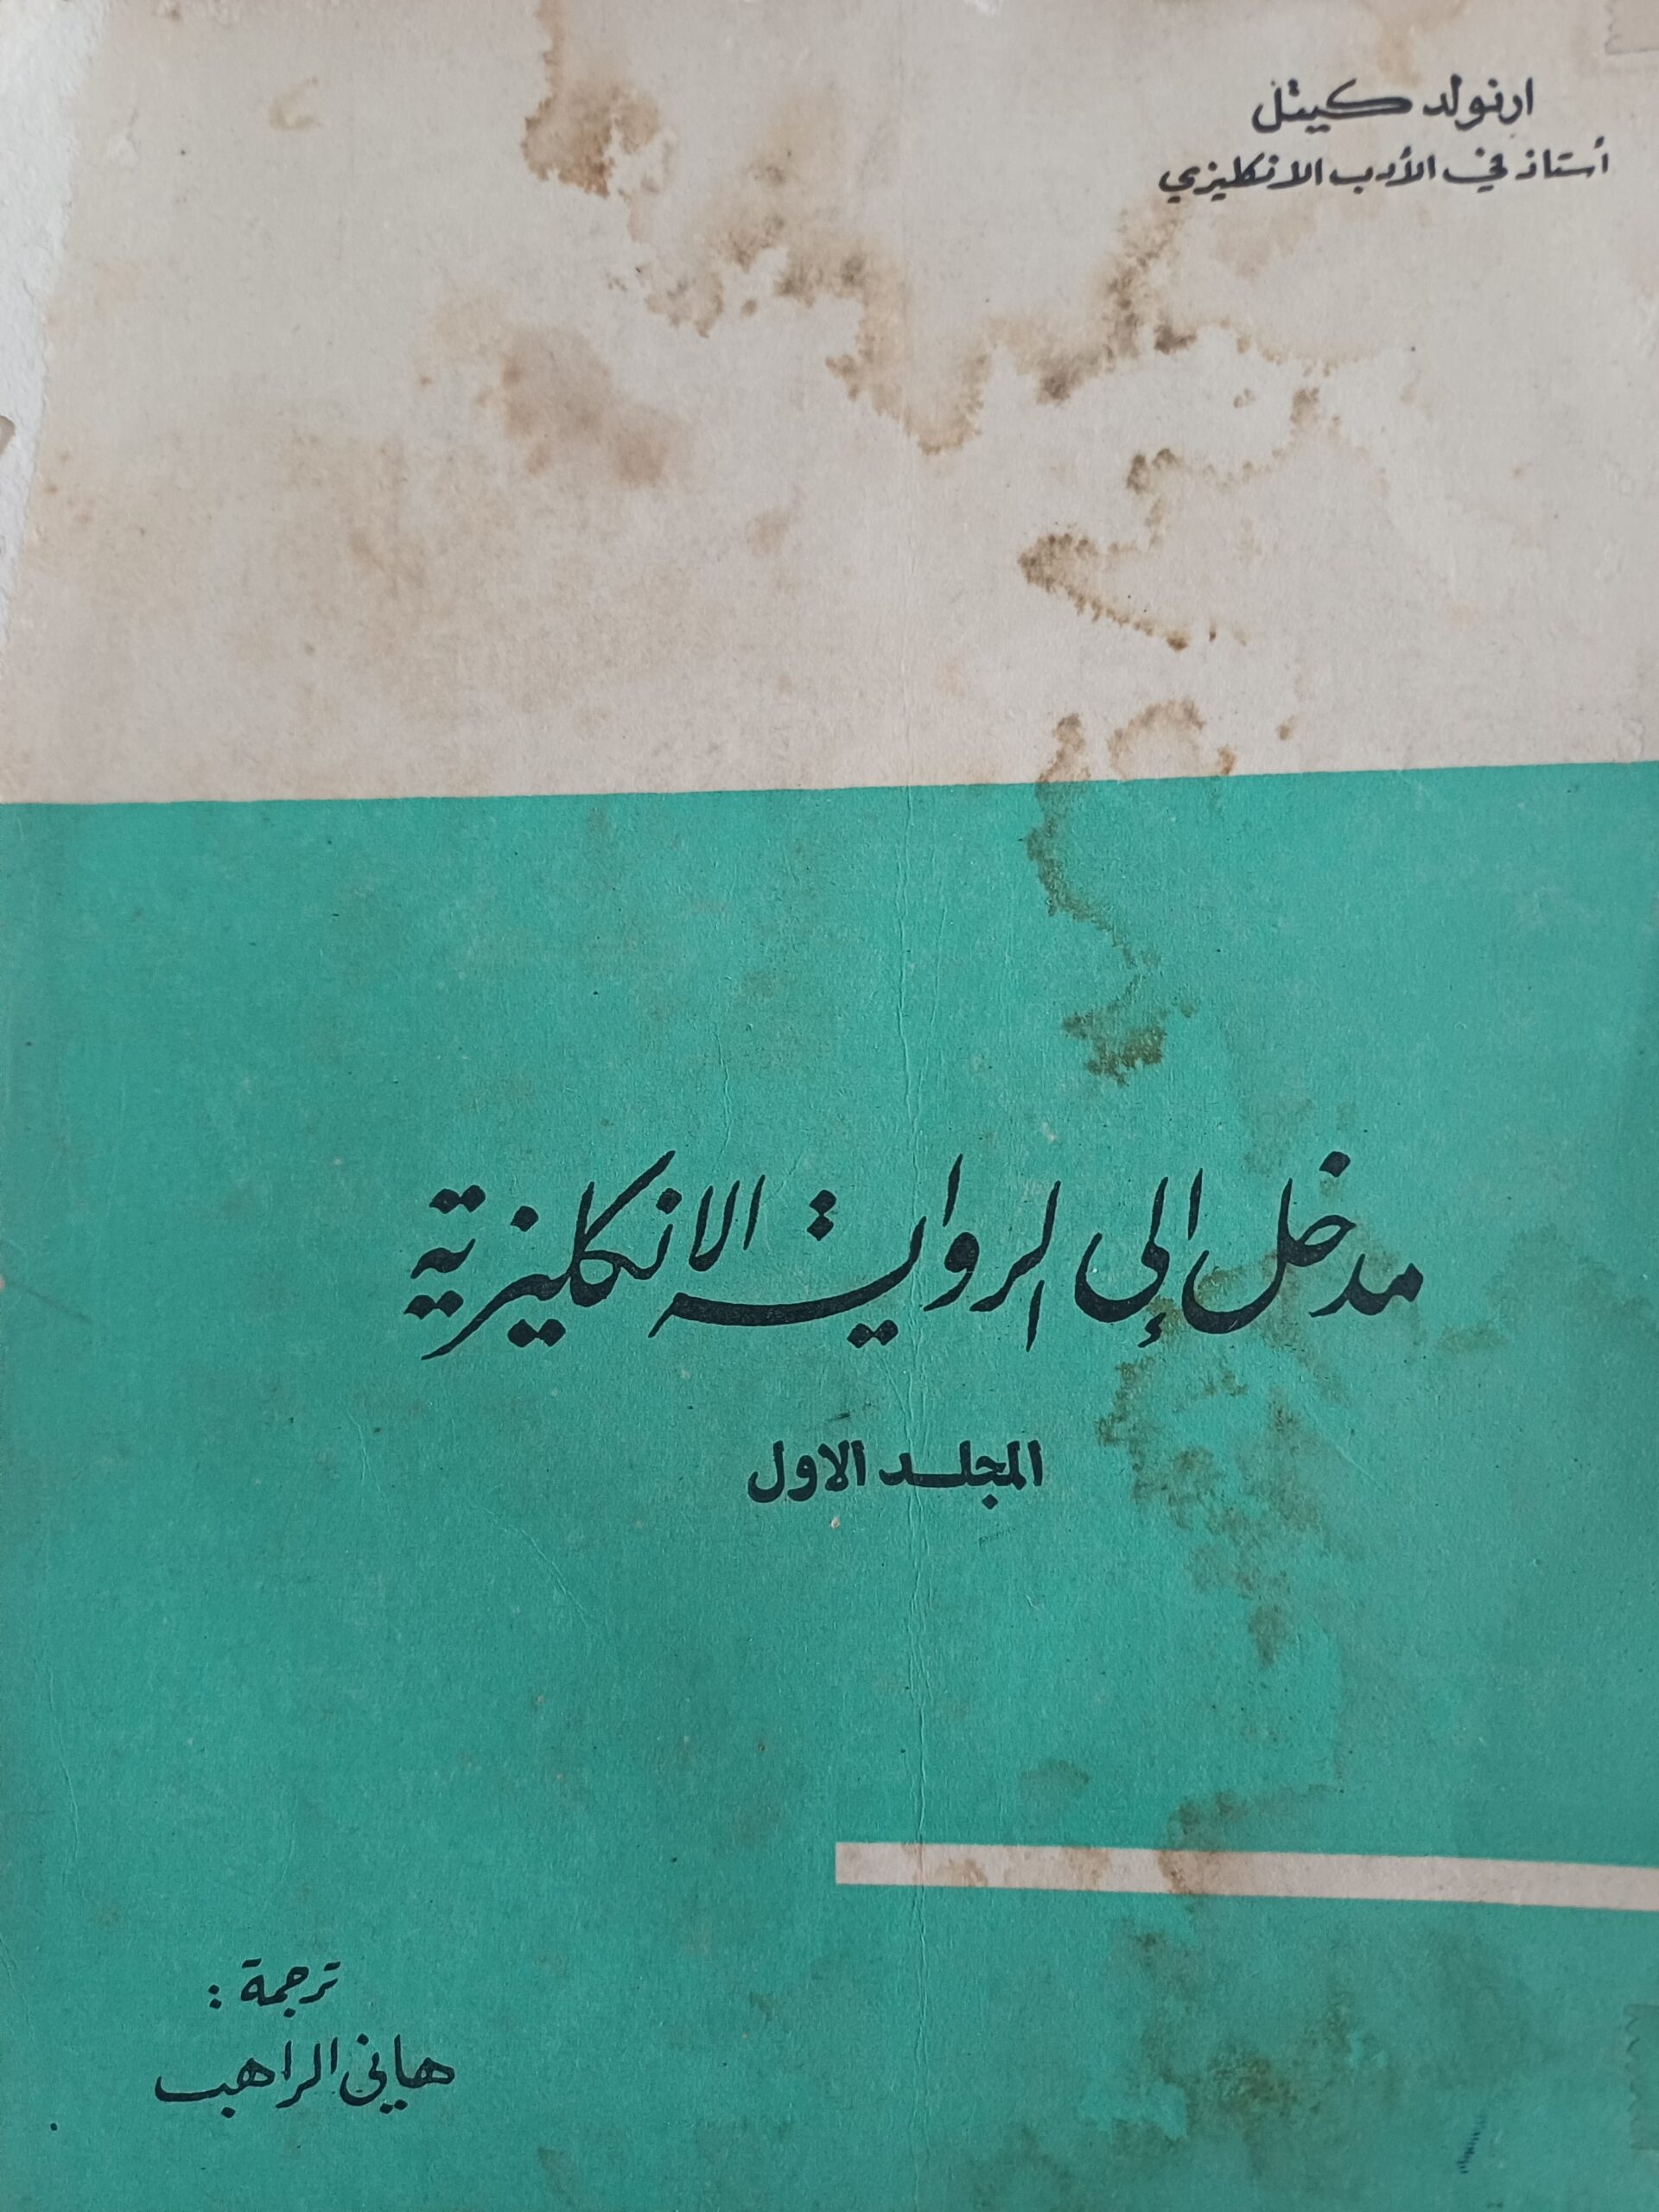 ارنولد كيتل
أستاذ في الأدب الانكليزي
مدخل إلى الرواية الانكليزية
المجلد الاول
ترجمة :
هاني الراهب